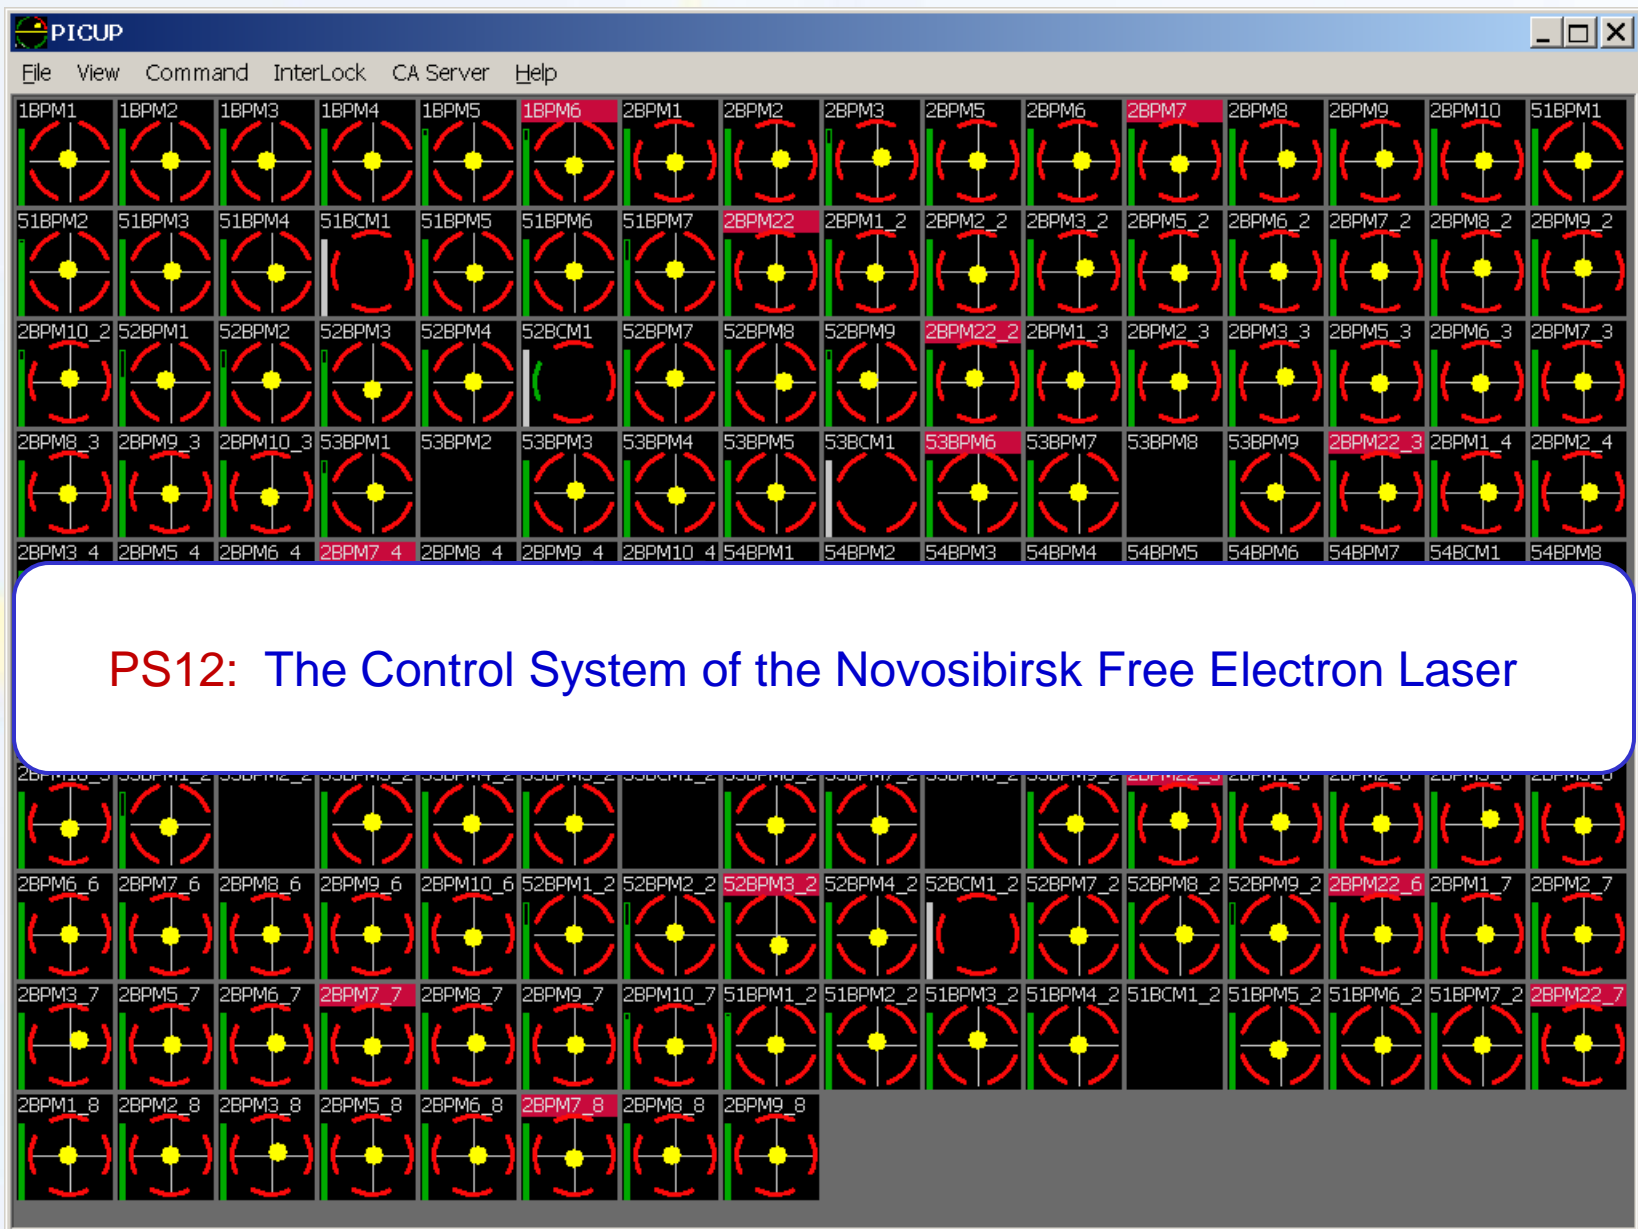 PICUP
File View Command InterLock CA Server Help
1BPM1 1BPM2 1BPM3 1BPM4 1BPM5 1BPM6 2BPM1 2BPM2 2BPM3 2BPM5 2BPM6 2BPM7 2BPM8 2BPM9 2BPM10 51BPM1
51BPM2 51BPM3 51BPM4 51BCM1 51BPM5 51BPM6 51BPM7 2BPM22 2BPM1_2 2BPM2_2 2BPM3_2 2BPM5_2 2BPM6_2 2BPM7_2 2BPM8_2 2BPM9_2
2BPM10_2 52BPM1 52BPM2 52BPM3 52BPM4 52BCM1 52BPM7 52BPM8 52BPM9 2BPM22_2 2BPM1_3 2BPM2_3 2BPM3_3 2BPM5_3 2BPM6_3 2BPM7_3
2BPM8_3 2BPM9_3 2BPM10_3 53BPM1 53BPM2 53BPM3 53BPM4 53BPM5 53BCM1 53BPM6 53BPM7 53BPM8 53BPM9 2BPM22_3 2BPM1_4 2BPM2_4
2BPM3_4 2BPM5_4 2BPM6_4 2BPM7_4 2BPM8_4 2BPM9_4 2BPM10_4 54BPM1 54BPM2 54BPM3 54BPM4 54BPM5 54BPM6 54BPM7 54BCM1 54BPM8
PS12: The Control System of the Novosibirsk Free Electron Laser
2BPM6_6 2BPM7_6 2BPM8_6 2BPM9_6 2BPM10_6 52BPM1_2 52BPM2_2 52BPM3_2 52BPM4_2 52BCM1_2 52BPM7_2 52BPM8_2 52BPM9_2 2BPM22_6 2BPM1_7 2BPM2_7
2BPM3_7 2BPM5_7 2BPM6_7 2BPM7_7 2BPM8_7 2BPM9_7 2BPM10_7 51BPM1_2 51BPM2_2 51BPM3_2 51BPM4_2 51BCM1_2 51BPM5_2 51BPM6_2 51BPM7_2 2BPM22_7
2BPM1_8 2BPM2_8 2BPM3_8 2BPM5_8 2BPM6_8 2BPM7_8 2BPM8_8 2BPM9_8